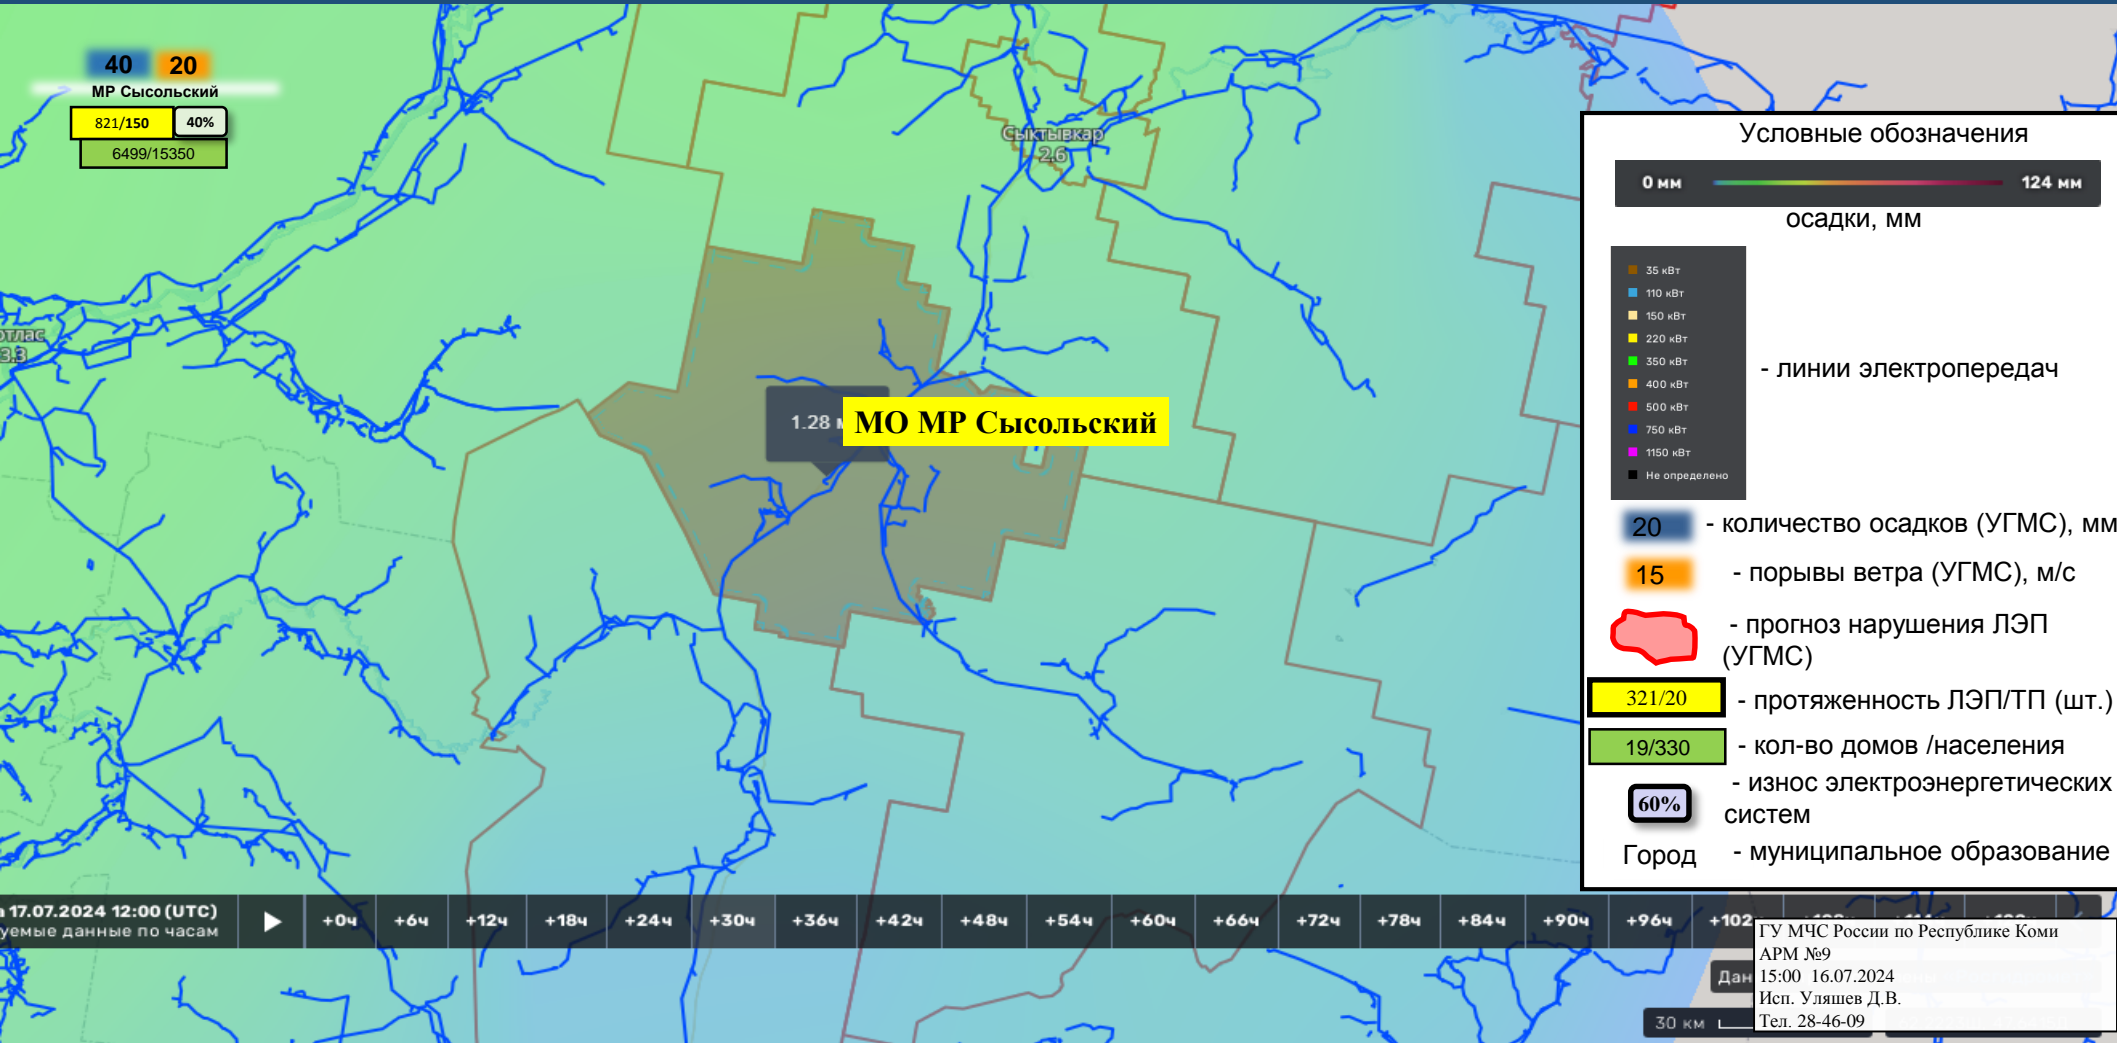 40 20
МР Сысольский
821/150 40%
6499/15350
Сыктывкар
2.6
3.3
1.28
МО МР Сысольский
Условные обозначения
0 мм 124 мм
осадки, мм
35 кВт
110 кВт
150 кВт
220 кВт
350 кВт
400 кВт
500 кВт
750 кВт
1150 кВт
Не определено
- линии электропередач
20 - количество осадков (УГМС), мм
15 - порывы ветра (УГМС), м/с
- прогноз нарушения ЛЭП
(УГМС)
321/20 - протяженность ЛЭП/ТП (шт.)
19/330 - кол-во домов /населения
60% - износ электроэнергетических
систем
Город - муниципальное образование
17.07.2024 12:00 (UTC)
данные по часам
+0ч +6ч +12ч +18ч +24ч +30ч +36ч +42ч +48ч +54ч +60ч +66ч +72ч +78ч +84ч +90ч +96ч +102
ГУ МЧС России по Республике Коми
АРМ №9
15:00 16.07.2024
Исп. Уляшев Д.В.
Тел. 28-46-09
30 км